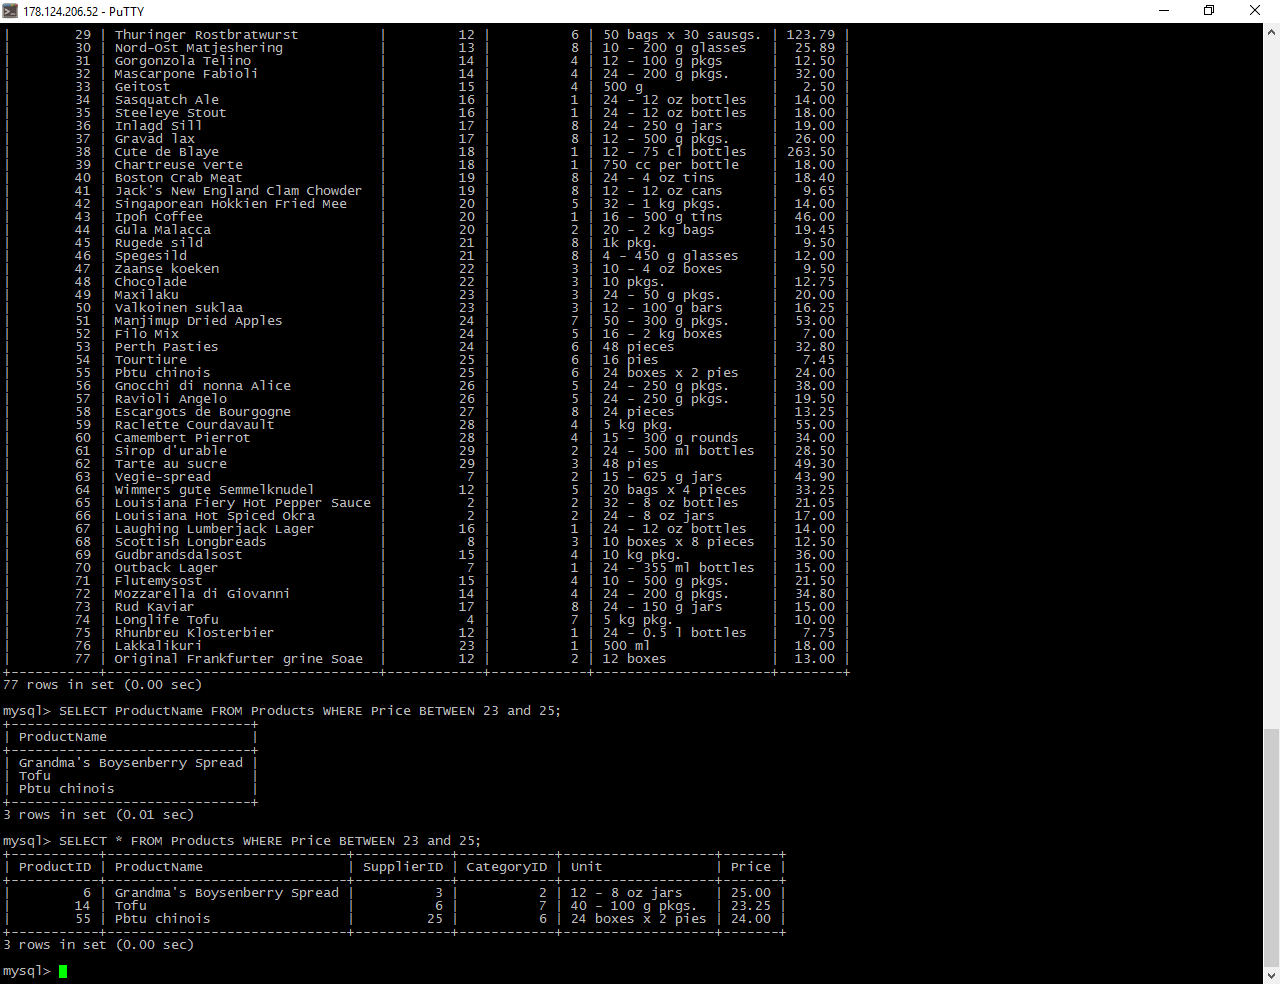 178.124.206.52 - PuTTY
| 29 | Thuringer Rostbratwurst | 12 | 6 | 50 bags x 30 sausgs. | 123.79 |
| 30 | Nord-Ost Matjeshering | 13 | 8 | 10 - 200 g glasses | 25.89 |
| 31 | Gorgonzola Telino | 14 | 4 | 12 - 100 g pkgs | 12.50 |
| 32 | Mascarpone Fabioli | 14 | 4 | 24 - 200 g pkgs. | 32.00 |
| 33 | Geitost | 15 | 4 | 500 g | 2.50 |
| 34 | Sasquatch Ale | 16 | 1 | 24 - 12 oz bottles | 14.00 |
| 35 | Steeleye Stout | 16 | 1 | 24 - 12 oz bottles | 18.00 |
| 36 | Inlagd Sill | 17 | 8 | 24 - 250 g jars | 19.00 |
| 37 | Gravad lax | 17 | 8 | 12 - 500 g pkgs. | 26.00 |
| 38 | Cute de Blaye | 18 | 1 | 12 - 75 cl bottles | 263.50 |
| 39 | Chartreuse verte | 18 | 1 | 750 cc per bottle | 18.00 |
| 40 | Boston Crab Meat | 19 | 8 | 24 - 4 oz tins | 18.40 |
| 41 | Jack's New England Clam Chowder | 19 | 8 | 12 - 12 oz cans | 9.65 |
| 42 | Singaporean Hokkien Fried Mee | 20 | 5 | 32 - 1 kg pkgs. | 14.00 |
| 43 | Ipoh Coffee | 20 | 1 | 16 - 500 g tins | 46.00 |
| 44 | Gula Malacca | 20 | 2 | 20 - 2 kg bags | 19.45 |
| 45 | Rugede sild | 21 | 8 | 1k pkg. | 9.50 |
| 46 | Spegesild | 21 | 8 | 4 - 450 g glasses | 12.00 |
| 47 | Zaanse koeken | 22 | 3 | 10 - 4 oz boxes | 9.50 |
| 48 | Chocolade | 22 | 3 | 10 pkgs. | 12.75 |
| 49 | Maxilaku | 23 | 3 | 24 - 50 g pkgs. | 20.00 |
| 50 | Valkoinen suklaa | 23 | 3 | 12 - 100 g bars | 16.25 |
| 51 | Manjimup Dried Apples | 24 | 7 | 50 - 300 g pkgs. | 53.00 |
| 52 | Filo Mix | 24 | 5 | 16 - 2 kg boxes | 7.00 |
| 53 | Perth Pasties | 24 | 6 | 48 pieces | 32.80 |
| 54 | Tourtiure | 25 | 6 | 16 pies | 7.45 |
| 55 | Pbtu chinois | 25 | 6 | 24 boxes x 2 pies | 24.00 |
| 56 | Gnocchi di nonna Alice | 26 | 5 | 24 - 250 g pkgs. | 38.00 |
| 57 | Ravioli Angelo | 26 | 5 | 24 - 250 g pkgs. | 19.50 |
| 58 | Escargots de Bourgogne | 27 | 8 | 24 pieces | 13.25 |
| 59 | Raclette Courdavault | 28 | 4 | 5 kg pkg. | 55.00 |
| 60 | Camembert Pierrot | 28 | 4 | 15 - 300 g rounds | 34.00 |
| 61 | Sirop d'urable | 29 | 2 | 24 - 500 ml bottles | 28.50 |
| 62 | Tarte au sucre | 29 | 3 | 48 pies | 49.30 |
| 63 | Vegie-spread | 7 | 2 | 15 - 625 g jars | 43.90 |
| 64 | Wimmers gute Semmelknudel | 12 | 5 | 20 bags x 4 pieces | 33.25 |
| 65 | Louisiana Fiery Hot Pepper Sauce | 2 | 2 | 32 - 8 oz bottles | 21.05 |
| 66 | Louisiana Hot Spiced Okra | 2 | 2 | 24 - 8 oz jars | 17.00 |
| 67 | Laughing Lumberjack Lager | 16 | 1 | 24 - 12 oz bottles | 14.00 |
| 68 | Scottish Longbreads | 8 | 3 | 10 boxes x 8 pieces | 12.50 |
| 69 | Gudbrandsdalsost | 15 | 4 | 10 kg pkg. | 36.00 |
| 70 | Outback Lager | 7 | 1 | 24 - 355 ml bottles | 15.00 |
| 71 | Flutemysost | 15 | 4 | 10 - 500 g pkgs. | 21.50 |
| 72 | Mozzarella di Giovanni | 14 | 4 | 24 - 200 g pkgs. | 34.80 |
| 73 | Rud Kaviar | 17 | 8 | 24 - 150 g jars | 15.00 |
| 74 | Longlife Tofu | 4 | 7 | 5 kg pkg. | 10.00 |
| 75 | Rhunbreu Klosterbier | 12 | 1 | 24 - 0.5 l bottles | 7.75 |
| 76 | Lakkalikuri | 23 | 1 | 500 ml | 18.00 |
| 77 | Original Frankfurter grine Soae | 12 | 2 | 12 boxes | 13.00 |
+-----------+----------------------------------+------------+------------+----------------------+--------+
77 rows in set (0.00 sec)
mysql> SELECT ProductName FROM Products WHERE Price BETWEEN 23 and 25;
+------------------------------+
| ProductName |
+------------------------------+
| Grandma's Boysenberry Spread |
| Tofu |
| Pbtu chinois |
+------------------------------+
3 rows in set (0.01 sec)
mysql> SELECT * FROM Products WHERE Price BETWEEN 23 and 25;
+-----------+------------------------------+------------+------------+-------------------+-------+
| ProductID | ProductName | SupplierID | CategoryID | Unit | Price |
+-----------+------------------------------+------------+------------+-------------------+-------+
| 6 | Grandma's Boysenberry Spread | 3 | 2 | 12 - 8 oz jars | 25.00 |
| 14 | Tofu | 6 | 7 | 40 - 100 g pkgs. | 23.25 |
| 55 | Pbtu chinois | 25 | 6 | 24 boxes x 2 pies | 24.00 |
+-----------+------------------------------+------------+------------+-------------------+-------+
3 rows in set (0.00 sec)
mysql>